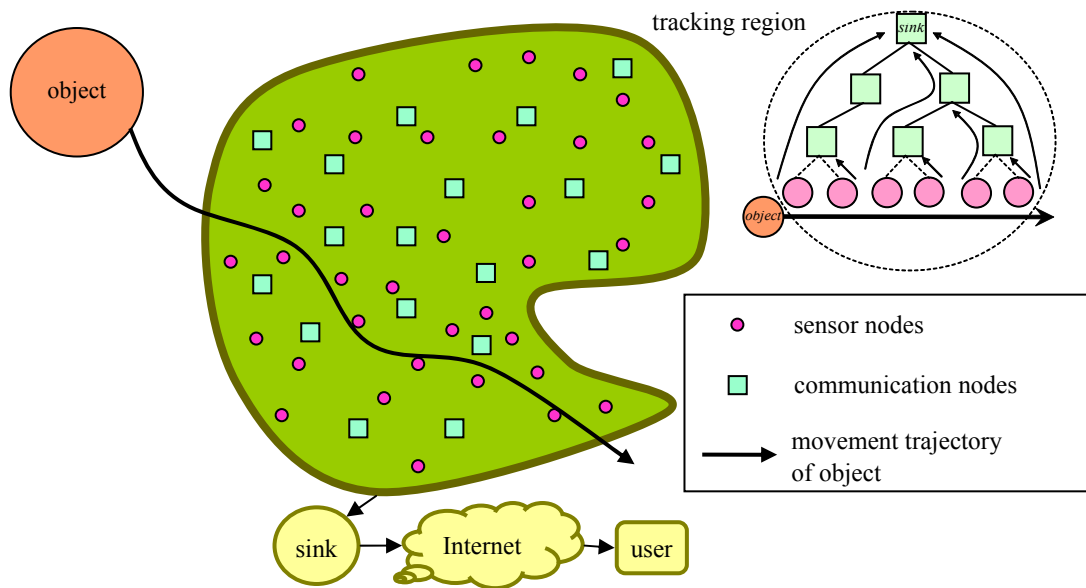 tracking region
sink
object
object
sensor nodes
communication nodes
movement trajectory
of object
sink
Internet
user